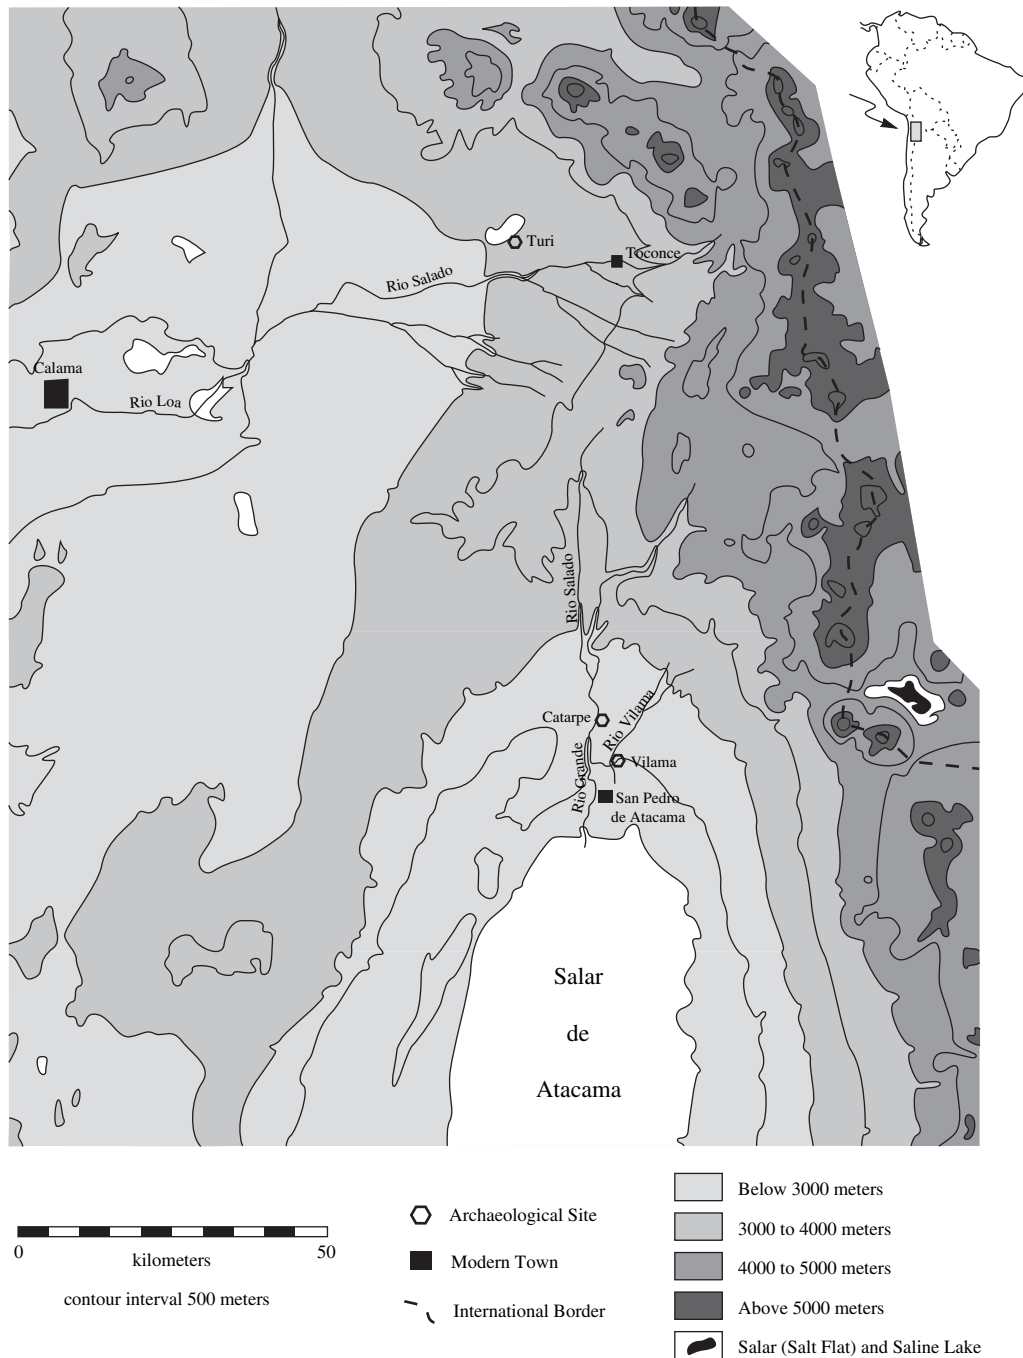 Turi
Toconce
Rio Salado
Calama
Rio Loa
Rio Salado
Catarpe
Rio Vilama
Rio Grande
Vilama
San Pedro
de Atacama
Salar
de
Atacama
0
50
kilometers
contour interval 500 meters
Archaeological Site
Modern Town
International Border
Below 3000 meters
3000 to 4000 meters
4000 to 5000 meters
Above 5000 meters
Salar (Salt Flat) and Saline Lake